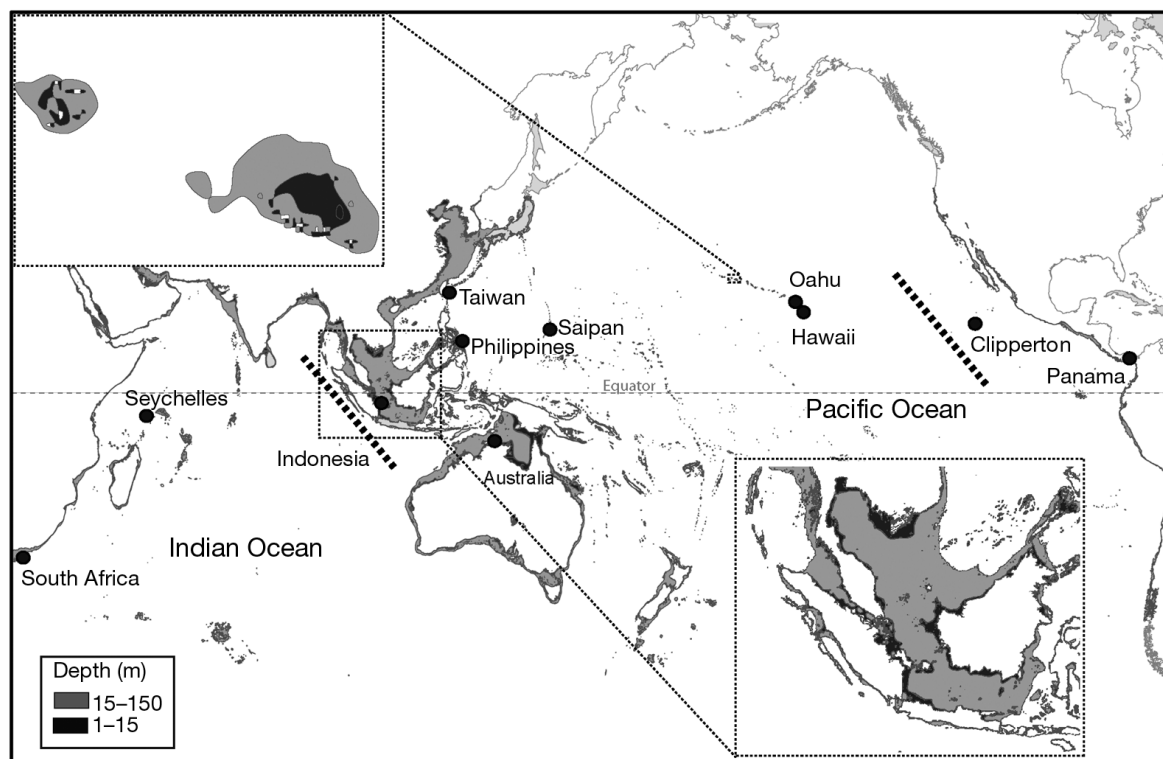 Oahu
Taiwan
Saipan
Hawaii
Philippines
Clipperton
Panama
Equator
Seychelles
Pacific Ocean
Indonesia
Australia
Indian Ocean
South Africa
Depth (m)
15–150
1–15